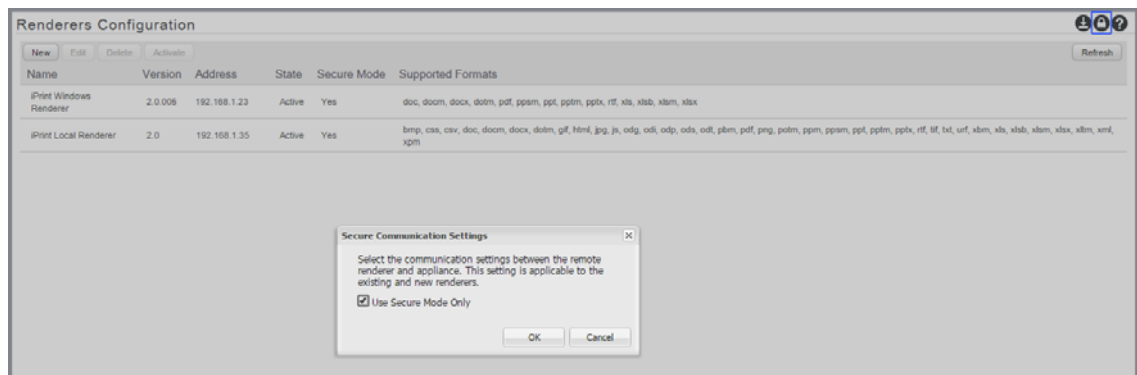 Renderers Configuration
New Edit Delete Activate Refresh
Name Version Address State Secure Mode Supported Formats
iPrint Windows
Renderer 2.0.006 192.168.1.23 Active Yes doc, docm, docx, dotm, pdf, ppsm, ppt, pptm, pptx, rtf, xls, xlsb, xlsm, xlsx
iPrint Local Renderer 2.0 192.168.1.35 Active Yes bmp, css, csv, doc, docm, docx, dotm, gif, html, jpg, js, odg, odi, odp, ods, odt, pbm, pdf, png, potm, ppm, ppsm, ppt, pptm, pptx, rtf, tif, txt, urf, xbm, xls, xlsb, xlsm, xlsx, xltm, xml,
xpm
Secure Communication Settings
Select the communication settings between the remote
renderer and appliance. This setting is applicable to the
existing and new renderers.
Use Secure Mode Only
OK Cancel